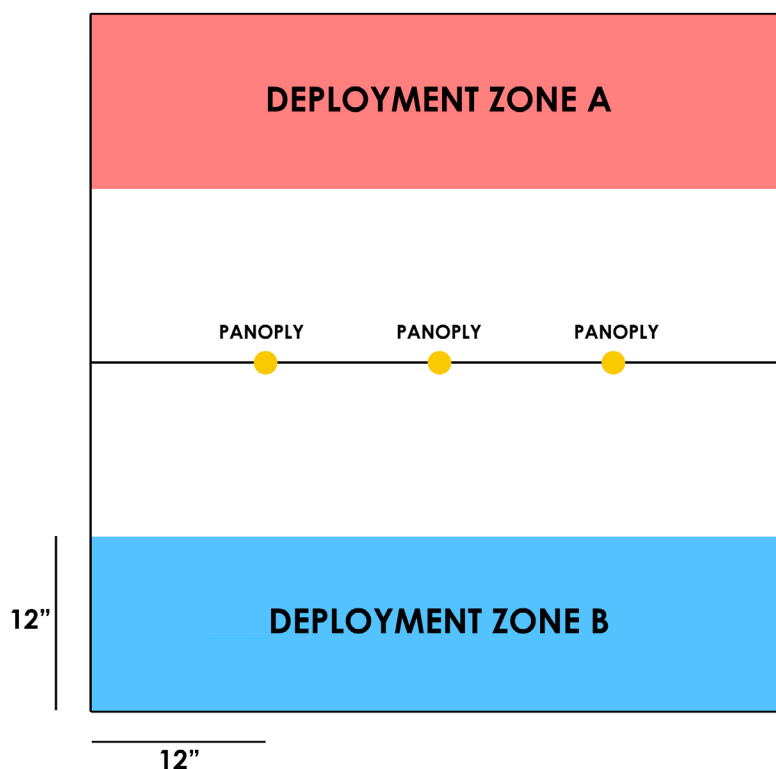 DEPLOYMENT ZONE A
PANOPLY PANOPLY PANOPLY
12”
DEPLOYMENT ZONE B
12”